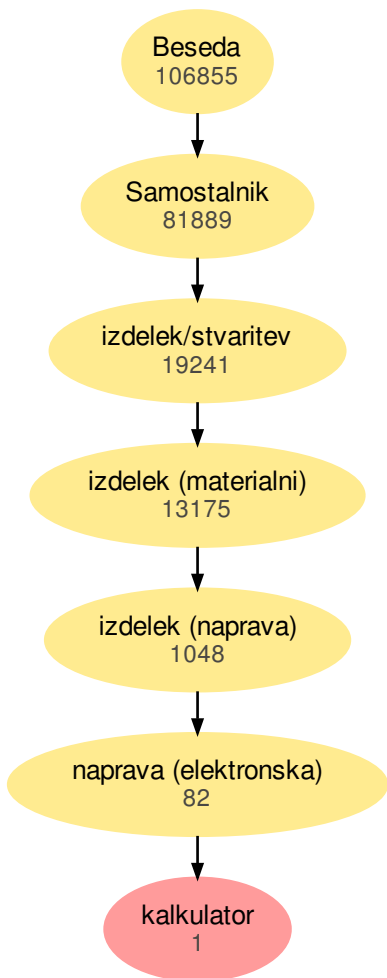 Beseda
106855
Samostalnik
81889
izdelek/stvaritev
19241
izdelek (materialni)
13175
izdelek (naprava)
1048
naprava (elektronska)
82
kalkulator
1